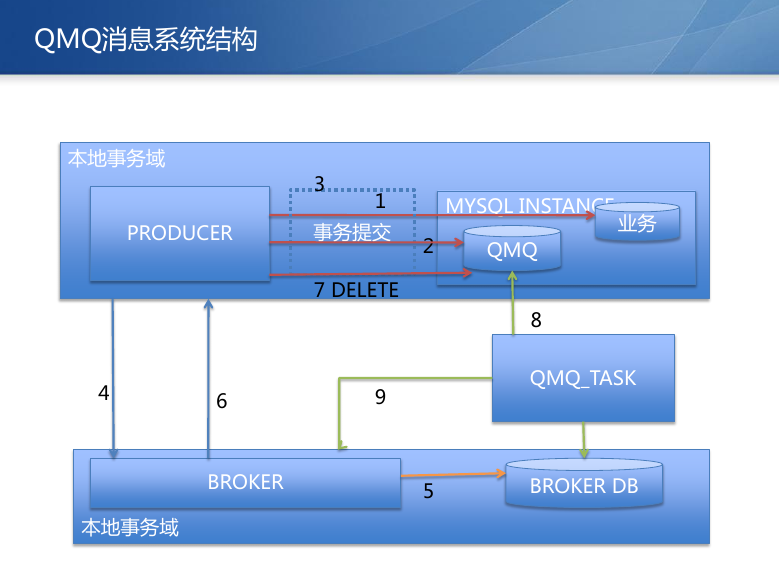 QMQ消息系统结构
本地事务域
3
1
MYSQL INSTANCE
业务
PRODUCER
事务提交
2
QMQ
7 DELETE
8
QMQ_TASK
4
6
9
BROKER
5
BROKER DB
本地事务域